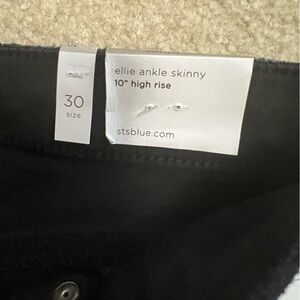 ellie ankle skinny
10" high rise
30
size
stsblue.com